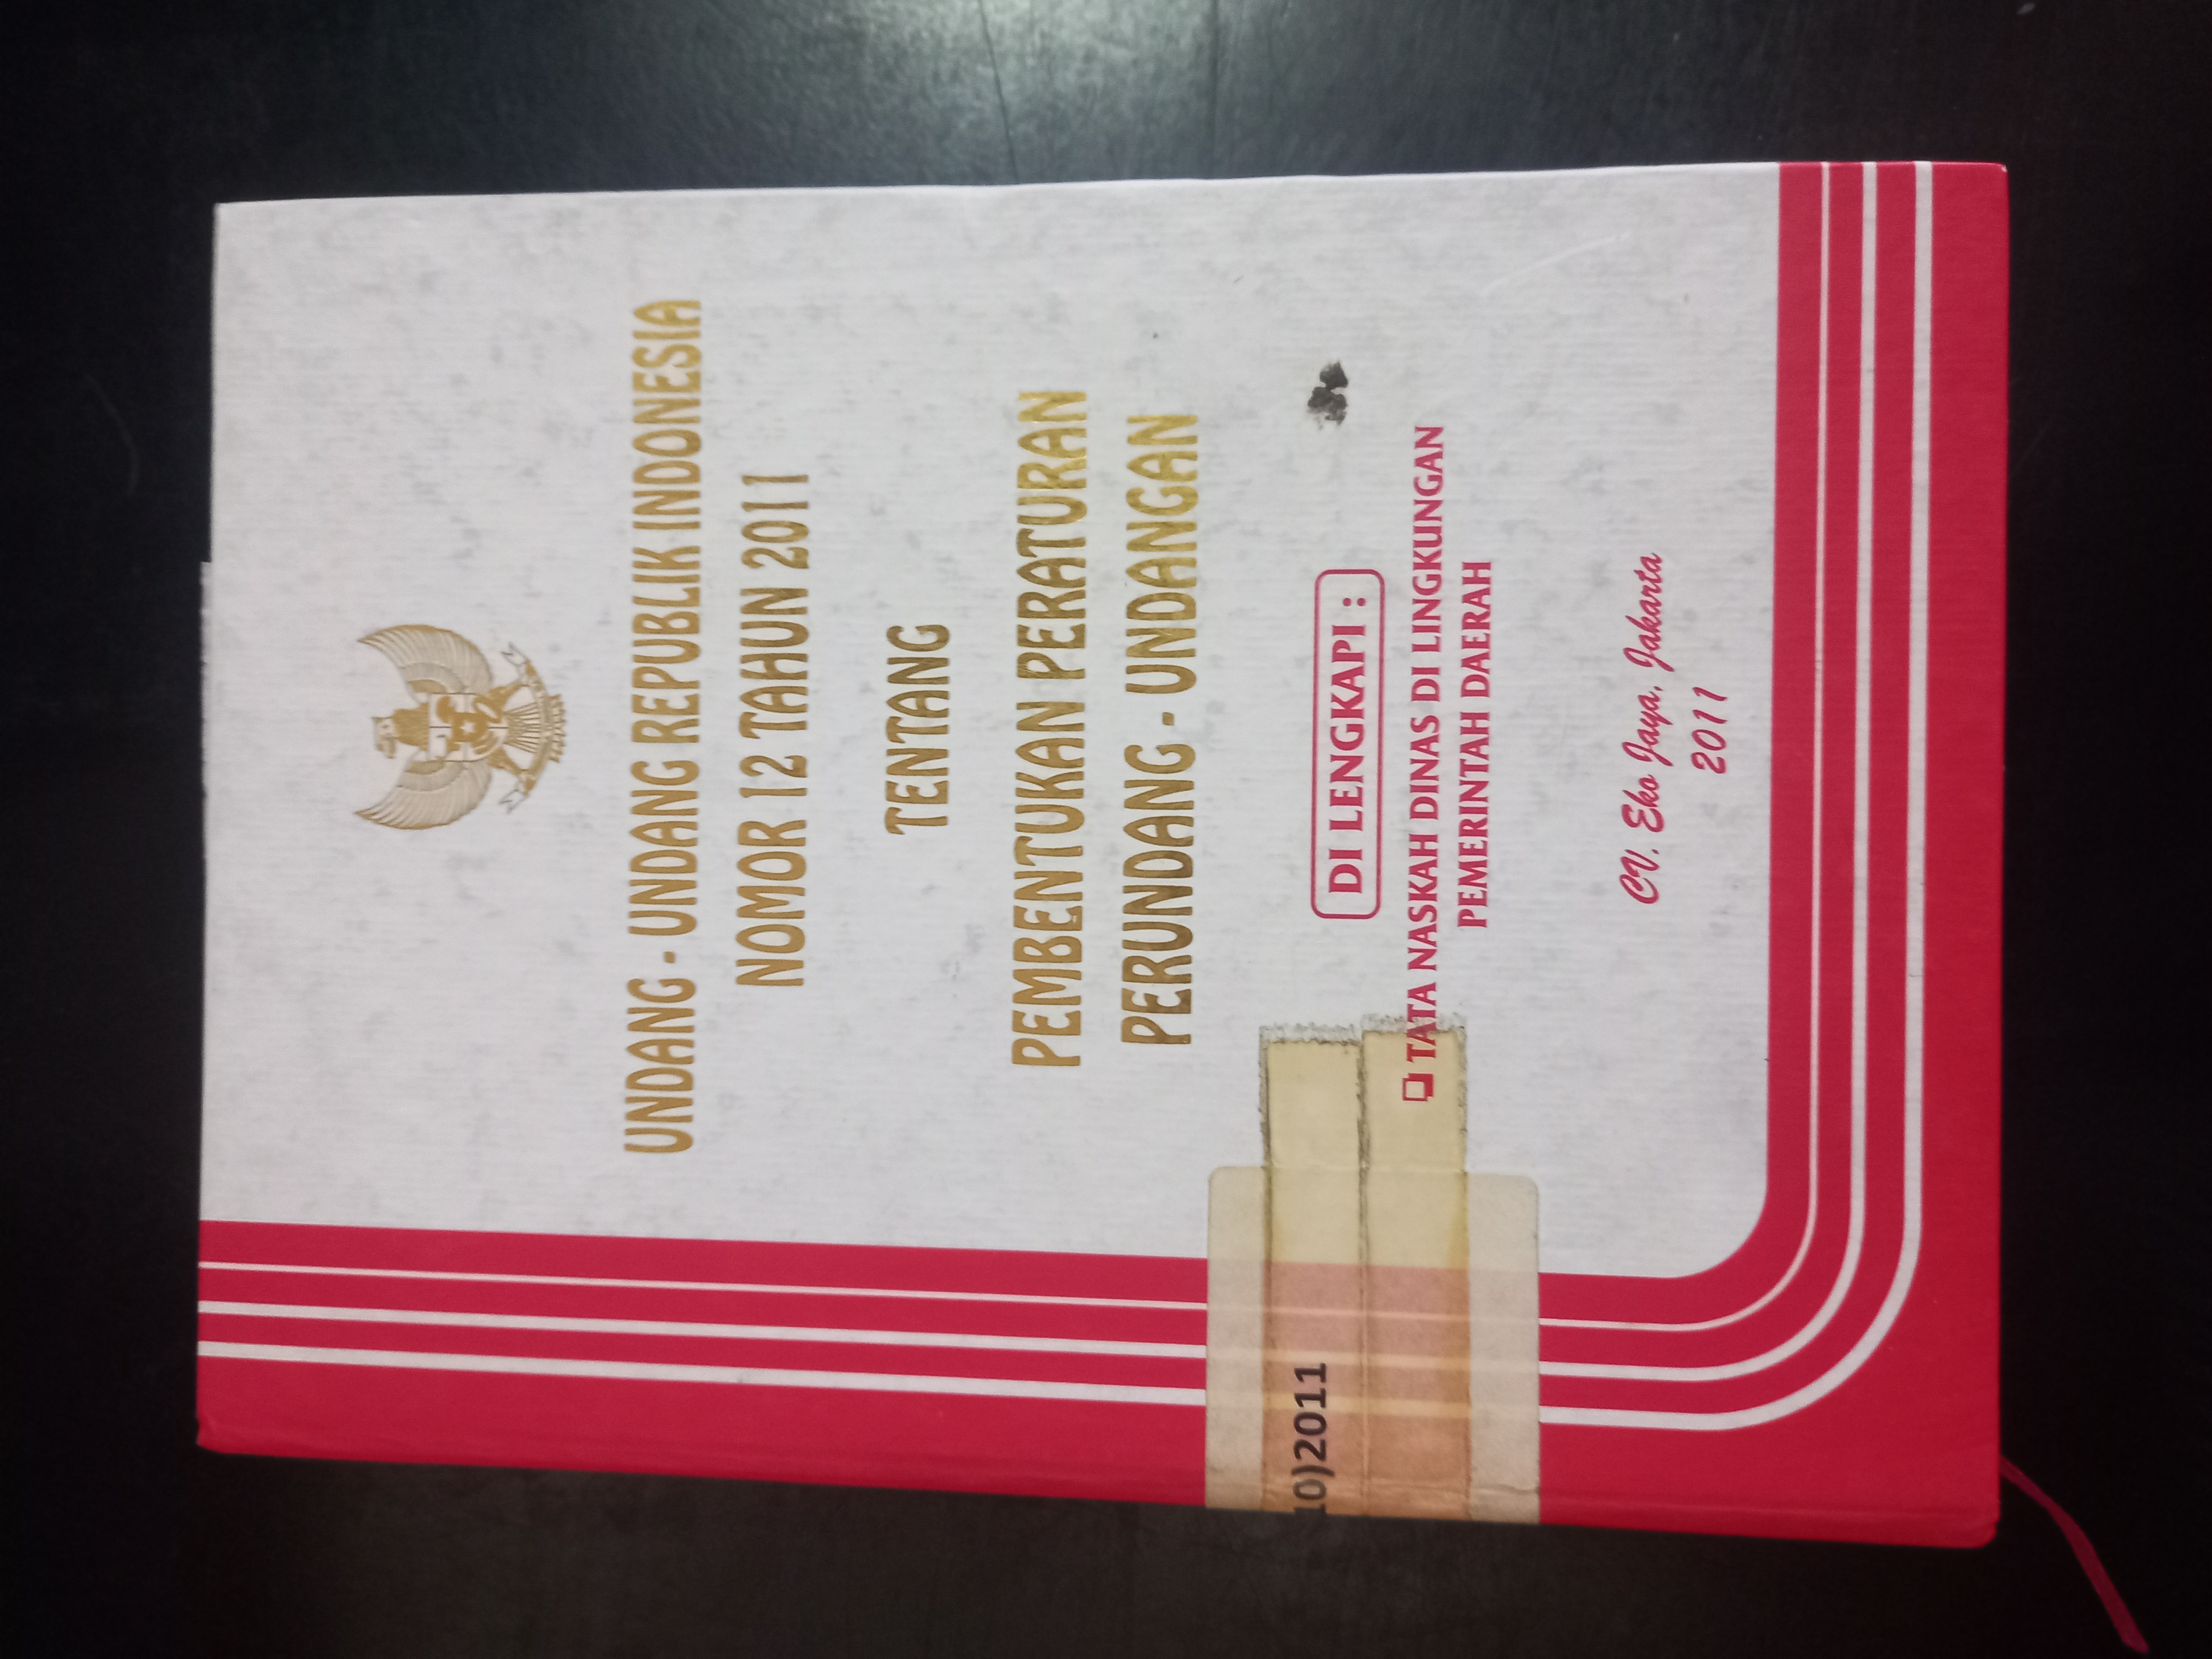 UNDANG - UNDANG REPUBLIK INDONESIA
NOMOR 12 TAHUN 2011
TENTANG
PEMBENTUKAN PERATURAN
PERUNDANG - UNDANGAN
DI LENGKAPI :
TATA NASKAH DINAS DI LINGKUNGAN
PEMERINTAH DAERAH
CV. Eko Jaya, Jakarta
2011
10)2011